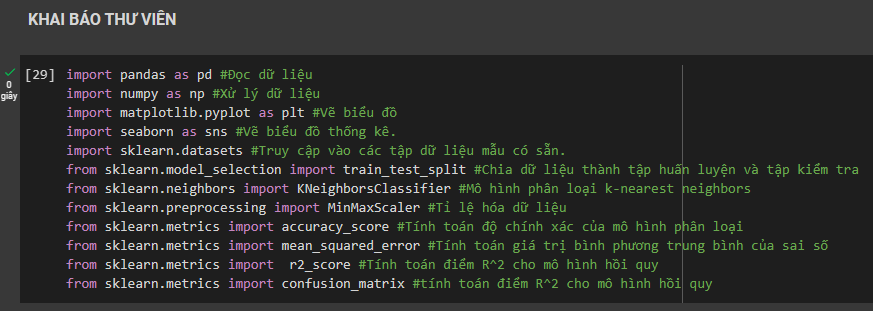 KHAI BÁO THƯ VIÊN
[29] import pandas as pd #Đọc dữ liệu
0 giây
import numpy as np #Xử lý dữ liệu
import matplotlib.pyplot as plt #Vẽ biểu đồ
import seaborn as sns #Vẽ biểu đồ thống kê.
import sklearn.datasets #Truy cập vào các tập dữ liệu mẫu có sẵn.
from sklearn.model_selection import train_test_split #Chia dữ liệu thành tập huấn luyện và tập kiểm tra
from sklearn.neighbors import KNeighborsClassifier #Mô hình phân loại k-nearest neighbors
from sklearn.preprocessing import MinMaxScaler #Tỉ lệ hóa dữ liệu
from sklearn.metrics import accuracy_score #Tính toán độ chính xác của mô hình phân loại
from sklearn.metrics import mean_squared_error #Tính toán giá trị bình phương trung bình của sai số
from sklearn.metrics import  r2_score #Tính toán điểm R^2 cho mô hình hồi quy
from sklearn.metrics import confusion_matrix #tính toán điểm R^2 cho mô hình hồi quy